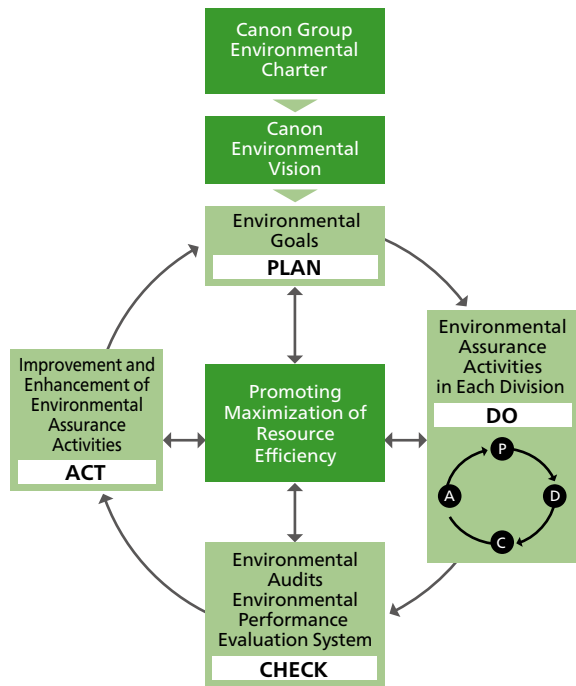 Canon Group
Environmental
Charter
Canon
Environmental
Vision
Environmental
Goals
PLAN
Environmental
Assurance
Activities
in Each Division
DO
P
D
C
A
Promoting
Maximization of
Resource
Efficiency
Improvement and
Enhancement of
Environmental
Assurance
Activities
ACT
Environmental
Audits
Environmental
Performance
Evaluation System
CHECK